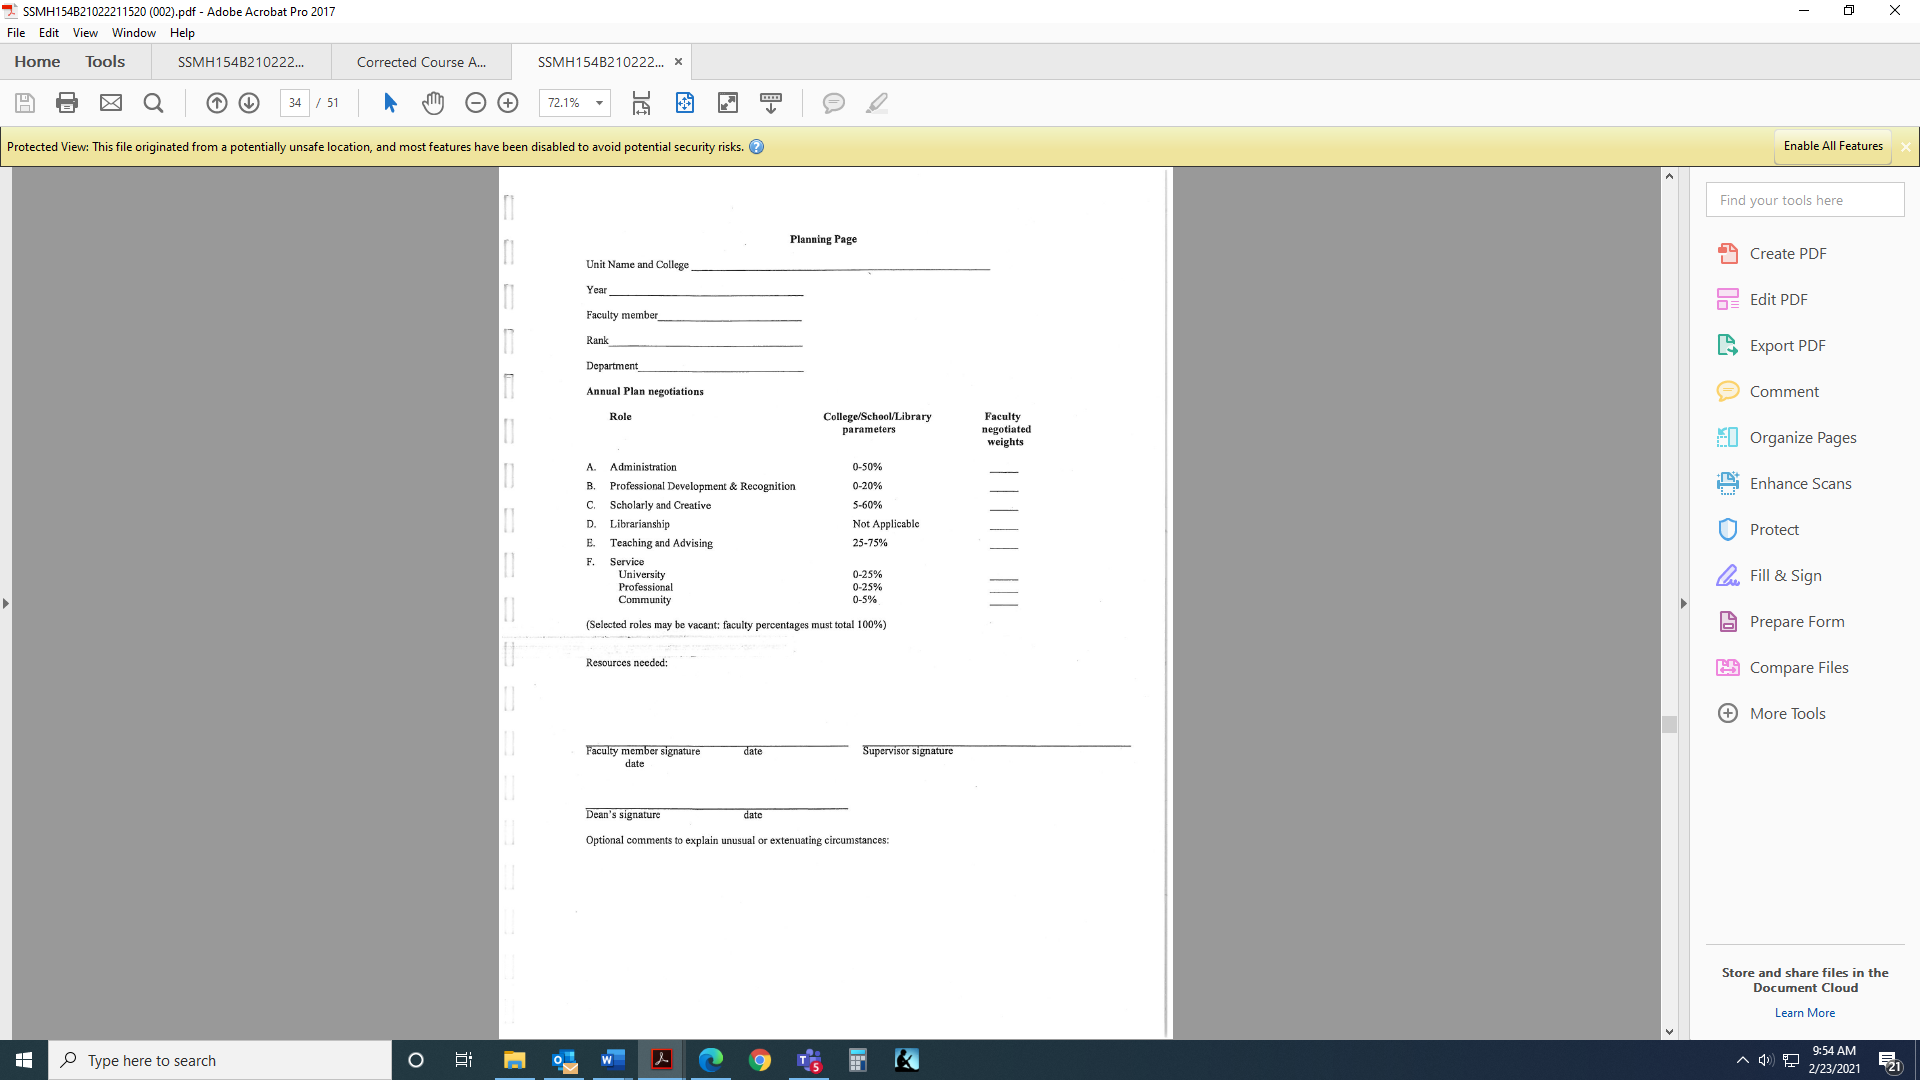 SSMH154B21022211520 (002).pdf - Adobe Acrobat Pro 2017
File Edit View Window Help
Home Tools SSMH154B210222... Corrected Course A... SSMH154B210222... ×
34 / 51 72.1%
Protected View: This file originated from a potentially unsafe location, and most features have been disabled to avoid potential security risks. ? Enable All Features ×
Planning Page
Unit Name and College
Year
Faculty member
Rank
Department
Annual Plan negotiations
Role College/School/Library parameters Faculty negotiated weights
A. Administration 0-50%
B. Professional Development & Recognition 0-20%
C. Scholarly and Creative 5-60%
D. Librarianship Not Applicable
E. Teaching and Advising 25-75%
F. Service
University 0-25%
Professional 0-25%
Community 0-5%
(Selected roles may be vacant: faculty percentages must total 100%)
Resources needed:
Faculty member signature date Supervisor signature
date
Dean's signature date
Optional comments to explain unusual or extenuating circumstances:
Find your tools here
Create PDF
Edit PDF
Export PDF
Comment
Organize Pages
Enhance Scans
Protect
Fill & Sign
Prepare Form
Compare Files
More Tools
Store and share files in the
Document Cloud
Learn More
Type here to search
9:54 AM
2/23/2021
21
5